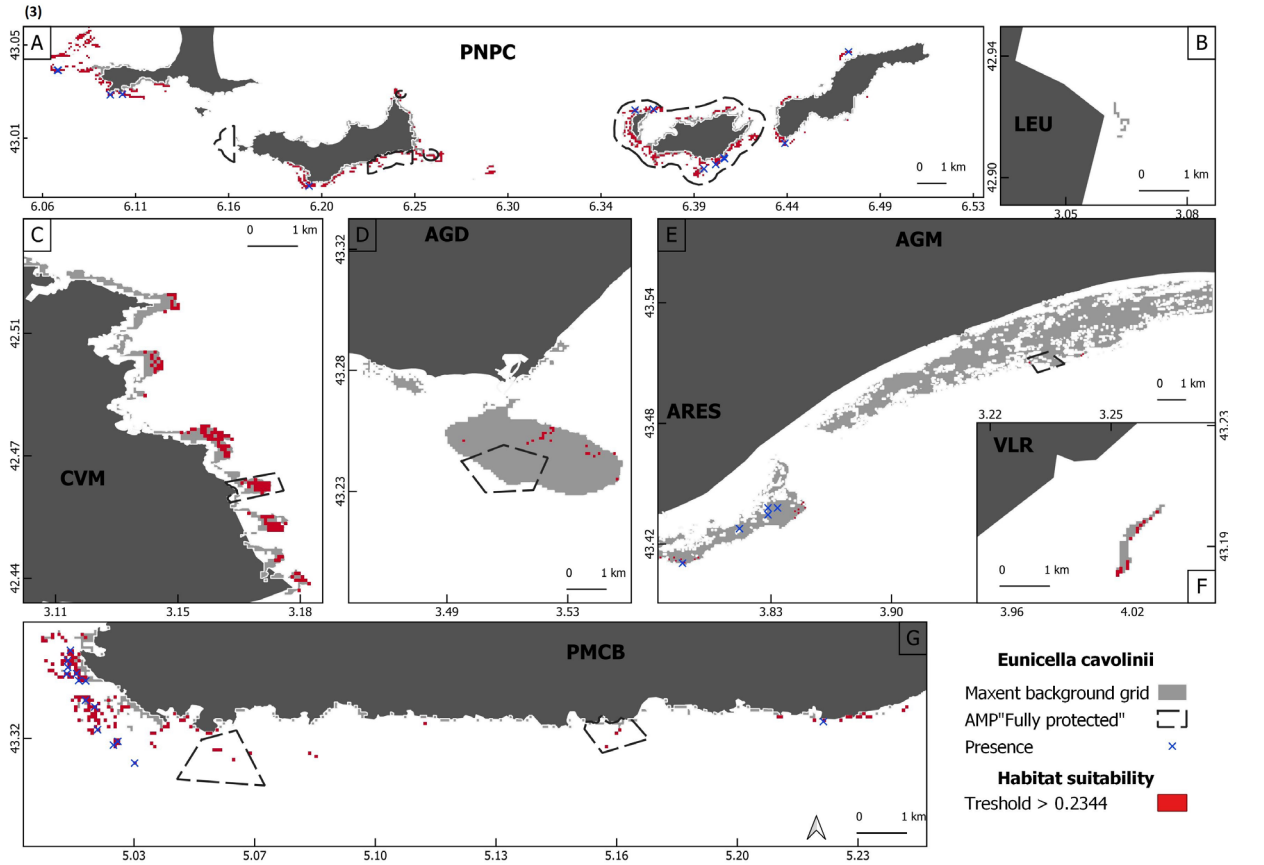 (3)
A
PNPC
43.05
43.01
0 1 km
6.06 6.11 6.16 6.20 6.25 6.30 6.34 6.39 6.44 6.49 6.53
B
42.94
LEU
42.90
0 1 km
3.05 3.08
C
0 1 km
42.51
42.47
CVM
42.44
3.11 3.15 3.18
D
AGD
43.32
43.28
43.23
0 1 km
3.49 3.53
E
AGM
43.54
ARES
43.48
43.42
0 1 km
3.83 3.90 3.96 4.02
3.22 3.25
43.23
VLR
43.19
0 1 km
F
G
PMCB
43.32
0 1 km
5.03 5.07 5.10 5.13 5.16 5.20 5.23
Eunicella cavolinii
Maxent background grid
AMP"Fully protected"
Presence
Habitat suitability
Treshold > 0.2344